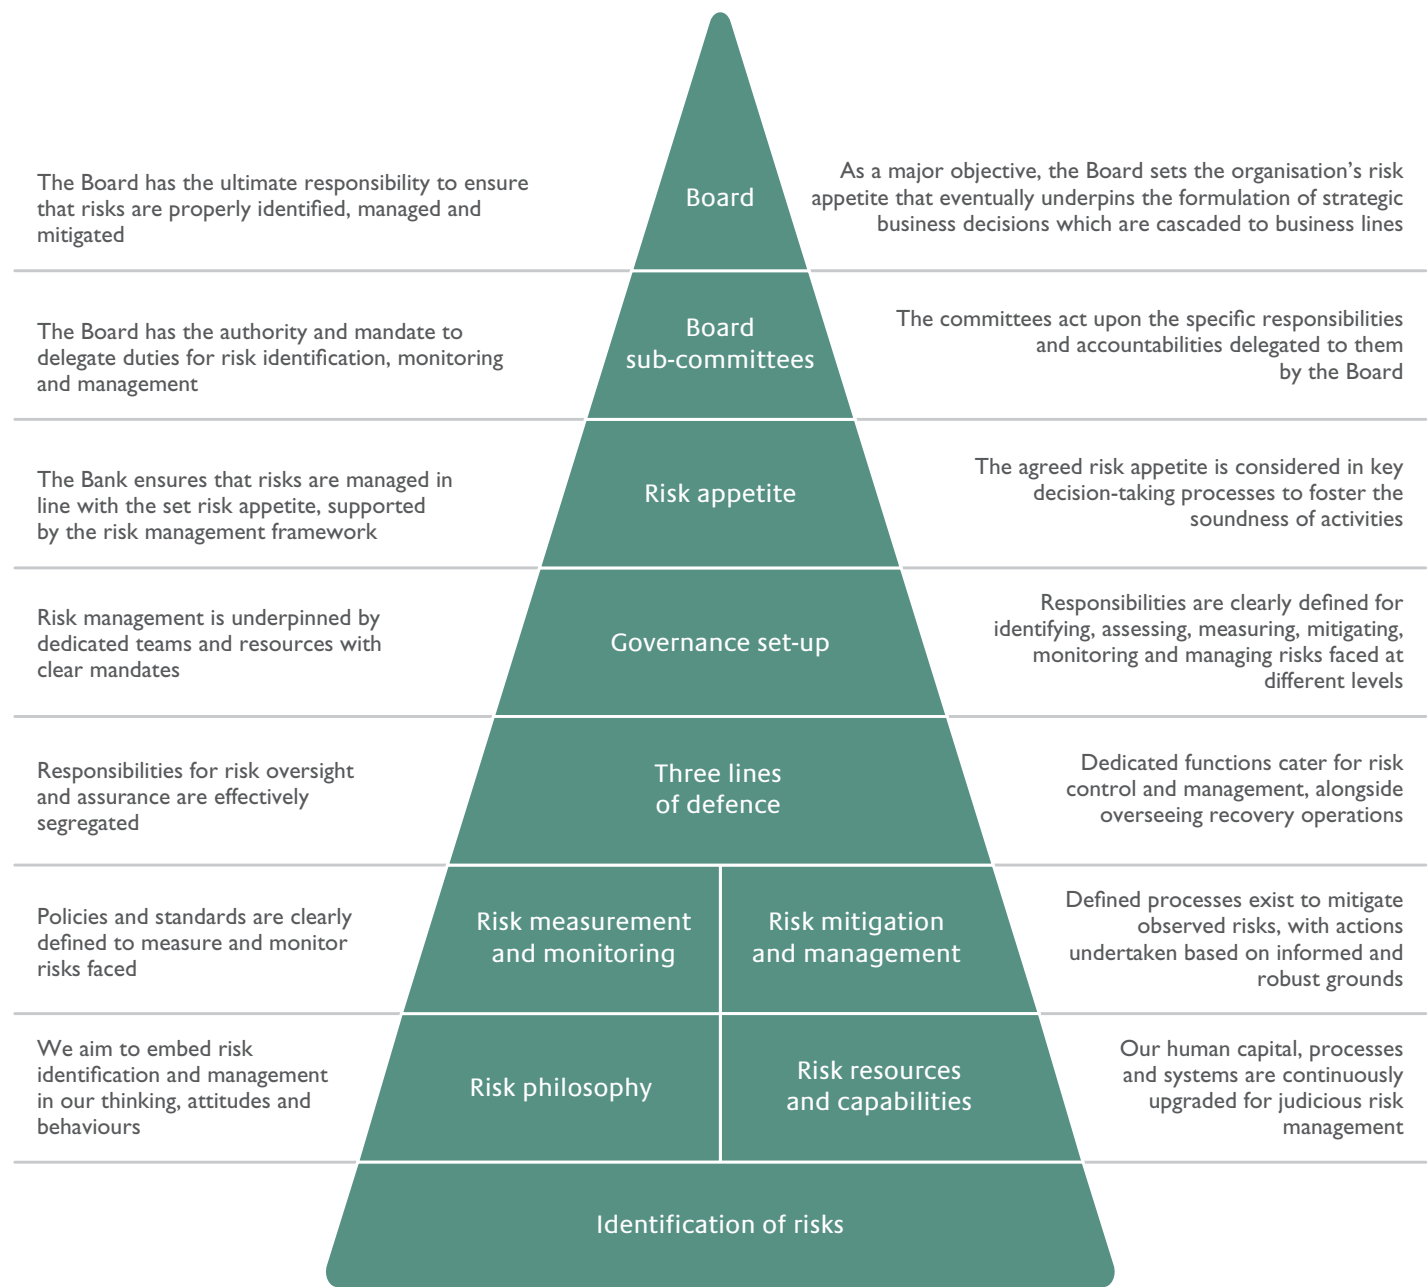 The Board has the ultimate responsibility to ensure
that risks are properly identified, managed and
mitigated
Board
As a major objective, the Board sets the organisation’s risk
appetite that eventually underpins the formulation of strategic
business decisions which are cascaded to business lines
The Board has the authority and mandate to
delegate duties for risk identification, monitoring
and management
Board
sub-committees
The committees act upon the specific responsibilities
and accountabilities delegated to them
by the Board
The Bank ensures that risks are managed in
line with the set risk appetite, supported
by the risk management framework
Risk appetite
The agreed risk appetite is considered in key
decision-taking processes to foster the
soundness of activities
Risk management is underpinned by
dedicated teams and resources with
clear mandates
Governance set-up
Responsibilities are clearly defined for
identifying, assessing, measuring, mitigating,
monitoring and managing risks faced at
different levels
Responsibilities for risk oversight
and assurance are effectively
segregated
Three lines
of defence
Dedicated functions cater for risk
control and management, alongside
overseeing recovery operations
Policies and standards are clearly
defined to measure and monitor
risks faced
Risk measurement
and monitoring
Risk mitigation
and management
Defined processes exist to mitigate
observed risks, with actions
undertaken based on informed and
robust grounds
We aim to embed risk
identification and management
in our thinking, attitudes and
behaviours
Risk philosophy
Risk resources
and capabilities
Our human capital, processes
and systems are continuously
upgraded for judicious risk
management
Identification of risks